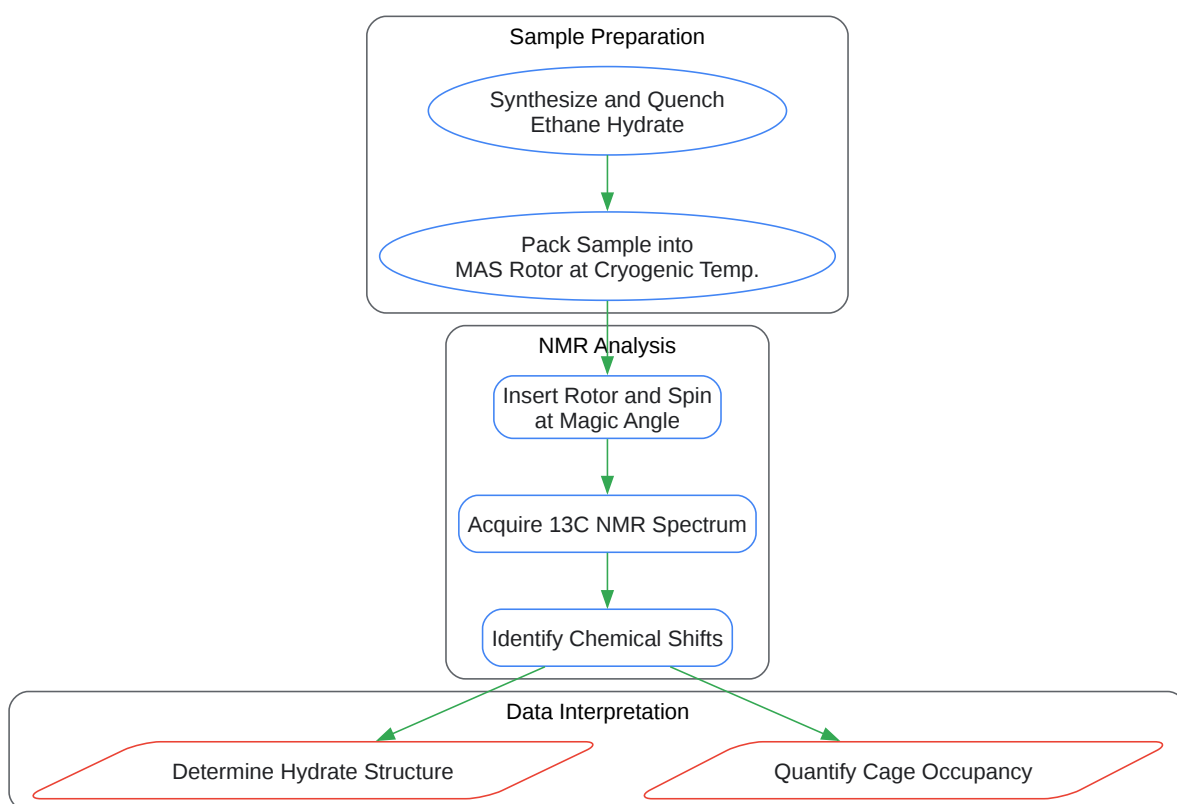 Sample Preparation
Synthesize and Quench
Ethane Hydrate
Pack Sample into
MAS Rotor at Cryogenic Temp.
NMR Analysis
Insert Rotor and Spin
at Magic Angle
Acquire 13C NMR Spectrum
Identify Chemical Shifts
Data Interpretation
Determine Hydrate Structure
Quantify Cage Occupancy